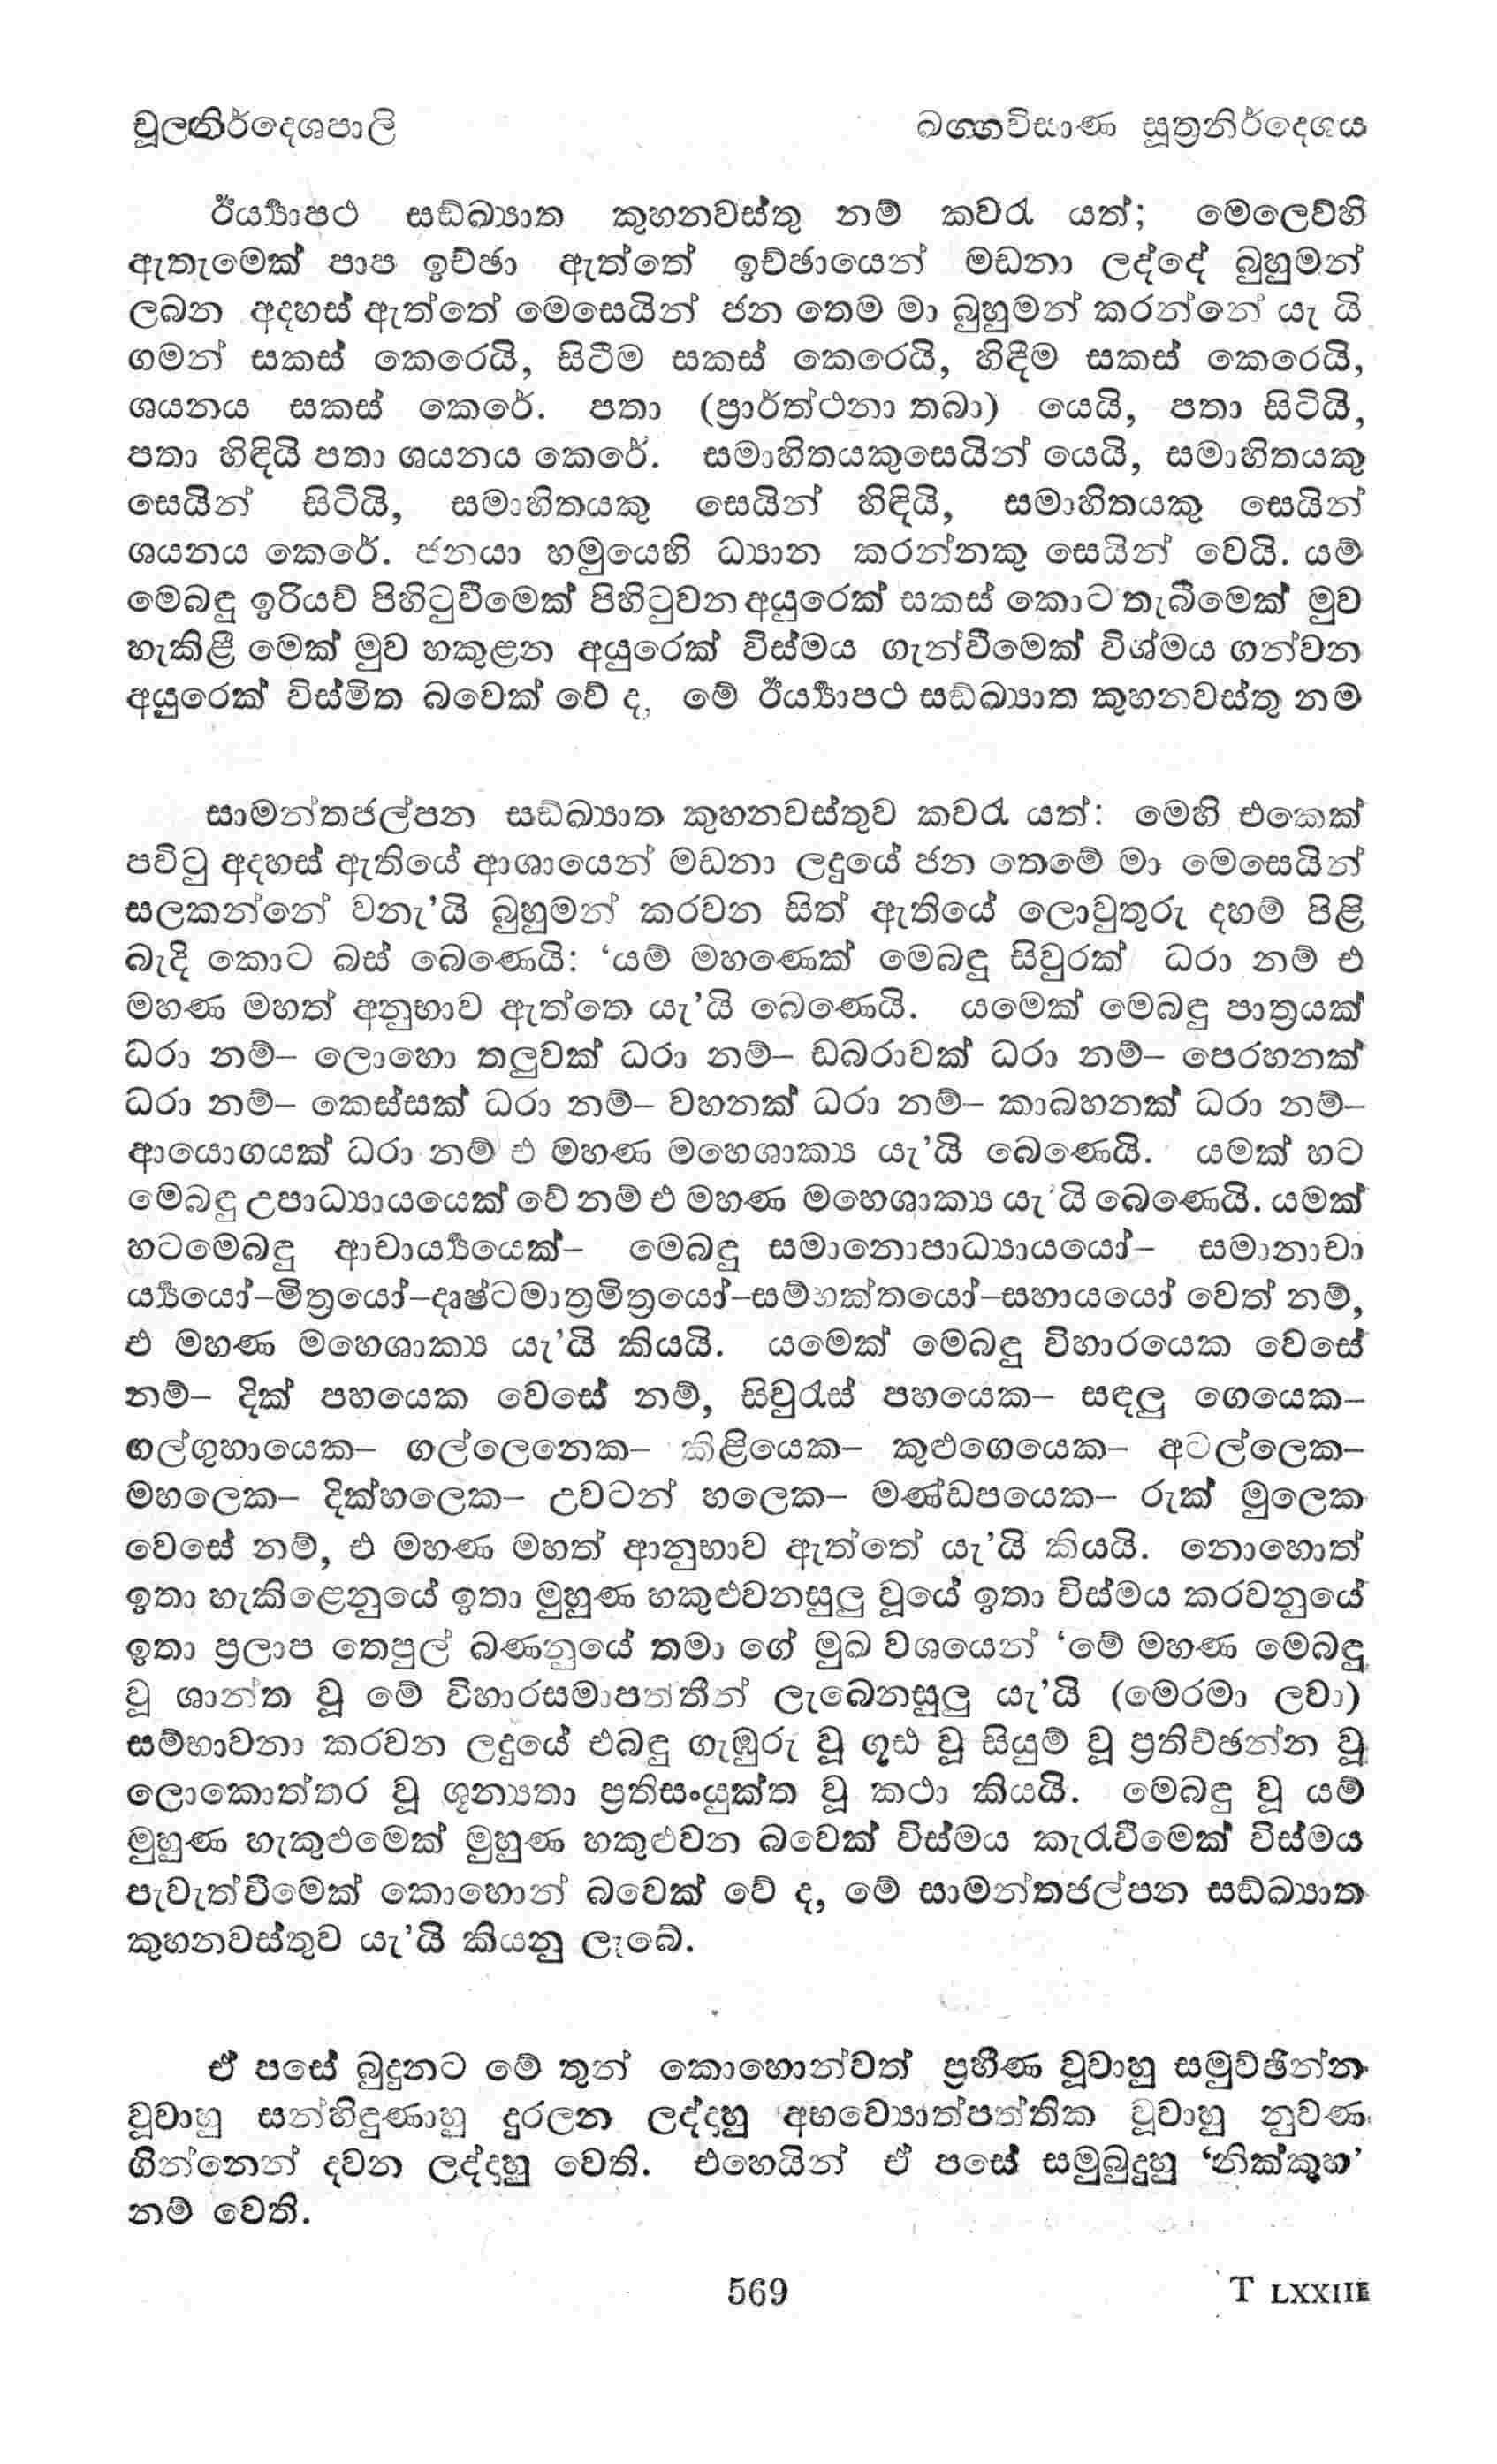 චූලනිර්දෙශපාලි
ඛග්ගවිසාණ සූත්‍රනිර්දෙශය
ඊර්‍ය්‍යාපථ සඞ්ඛ්‍යාත කුහනවස්තු නම් කවරැ යත්; මෙලෙව්හි
ඇතැමෙක් පාප ඉච්ඡා ඇත්තේ ඉච්ඡායෙන් මඩනා ලද්දේ බුහුමන්
ලබන අදහස් ඇත්තේ මෙසෙයින් ජන තෙම මා බුහුමන් කරන්නේ යැ යි
ගමන් සකස් කෙරෙයි, සිටීම සකස් කෙරෙයි, හිඳීම සකස් කෙරෙයි,
ශයනය සකස් කෙරේ. පතා (ප්‍රාර්ත්ථනා තබා) යෙයි, පතා සිටියි,
පතා හිඳියි පතා ශයනය කෙරේ. සමාහිතයකුසෙයින් යෙයි, සමාහිතයකු
සෙයින් සිටියි, සමාහිතයකු සෙයින් හිඳියි, සමාහිතයකු සෙයින්
ශයනය කෙරේ. ජනයා හමුයෙහි ධ්‍යාන කරන්නකු සෙයින් වෙයි. යම්
මෙබඳු ඉරියව් පිහිටුවීමෙක් පිහිටුවන අයුරෙක් සකස් කොට තැබීමෙක් මුව
හැකිළී මෙක් මුව හකුළන අයුරෙක් විස්මය ගැන්වීමෙක් විශ්මය ගන්වන
අයුරෙක් විස්මිත බවෙක් වේ ද, මේ ඊර්‍ය්‍යාපථ සඞ්ඛ්‍යාත කුහනවස්තු නම
සාමන්තජල්පන සඞ්ඛ්‍යාත කුහනවස්තුව කවරැ යත්: මෙහි එකෙක්
පවිටු අදහස් ඇතියේ ආශායෙන් මඩනා ලදුයේ ජන තෙමේ මා මෙසෙයින්
සලකන්නේ වනැ’යි බුහුමන් කරවන සිත් ඇතියේ ලොවුතුරු දහම් පිළි
බැදි කොට බස් බෙණෙයි: ‘යම් මහණෙක් මෙබඳු සිවුරක් ධරා නම් එ
මහණ මහත් අනුභාව ඇත්තෙ යැ’යි බෙණෙයි. යමෙක් මෙබඳු පාත්‍රයක්
ධරා නම්– ලොහො තලුවක් ධරා නම්– ඩබරාවක් ධරා නම්– පෙරහනක්
ධරා නම්– කෙස්සක් ධරා නම්– වහනක් ධරා නම්– කාබහනක් ධරා නම්–
ආයොගයක් ධරා නම් එ මහණ මහෙශාක්‍ය යැ’යි බෙණෙයි. යමක් හට
මෙබඳු උපාධ්‍යායයෙක් වේ නම් එ මහණ මහෙශාක්‍ය යැ’යි බෙණෙයි. යමක්
හටමෙබඳු ආචාර්‍ය්‍යයෙක්– මෙබඳු සමානොපාධ්‍යායයෝ– සමානාචා
ර්‍ය්‍යයෝ–මිත්‍රයෝ–දෘෂ්ටමාත්‍රමිත්‍රයෝ–සම්භක්තයෝ–සහායයෝ වෙත් නම්,
එ මහණ මහෙශාක්‍ය යැ’යි කියයි. යමෙක් මෙබඳු විහාරයෙක වෙසේ
නම්– දික් පහයෙක වෙසේ නම්, සිවුරැස් පහයෙක– සඳලු ගෙයෙක–
ගල්ගුහායෙක– ගල්ලෙනෙක– කිළියෙක– කුළුගෙයෙක– අටල්ලෙක–
මහලෙක– දික්හලෙක– උවටන් හලෙක– මණ්ඩපයෙක– රුක් මුලෙක
වෙසේ නම්, එ මහණ මහත් ආනුභාව ඇත්තේ යැ’යි කියයි. නොහොත්
ඉතා හැකිළෙනුයේ ඉතා මුහුණ හකුළුවනසුලු වූයේ ඉතා විස්මය කරවනුයේ
ඉතා ප්‍රලාප තෙපුල් බණනුයේ තමා ගේ මුඛ වශයෙන් ‘මේ මහණ මෙබඳු
වූ ශාන්ත වූ මේ විහාරසමාපත්තීන් ලැබෙනසුලු යැ’යි (මෙරමා ලවා)
සම්භාවනා කරවන ලදුයේ එබඳු ගැඹුරු වූ ගූඪ වූ සියුම් වූ ප්‍රතිච්ඡන්න වූ
ලොකොත්තර වූ ශූන්‍යතා ප්‍රතිසංයුක්ත වූ කථා කියයි. මෙබඳු වූ යම්
මුහුණ හැකුළුමෙක් මුහුණ හකුළුවන බවෙක් විස්මය කැරැවීමෙක් විස්මය
පැවැත්වීමෙක් කොහොන් බවෙක් වේ ද, මේ සාමන්තජල්පන සඞ්ඛ්‍යාත
කුහනවස්තුව යැ’යි කියනු ලැබේ.
ඒ පසේ බුදුනට මේ තුන් කොහොන්වත් ප්‍රහීණ වූවාහු සමුච්ඡින්න
වූවාහු සන්හිඳුණාහු දුරලන ලද්දාහු අභව්‍යොත්පත්තික වූවාහු නුවණ
ගින්නෙන් දවන ලද්දාහු වෙති. එහෙයින් ඒ පසේ සම්බුදුහු ‘නික්කුහ’
නම් වෙති.
569
T LXXIII